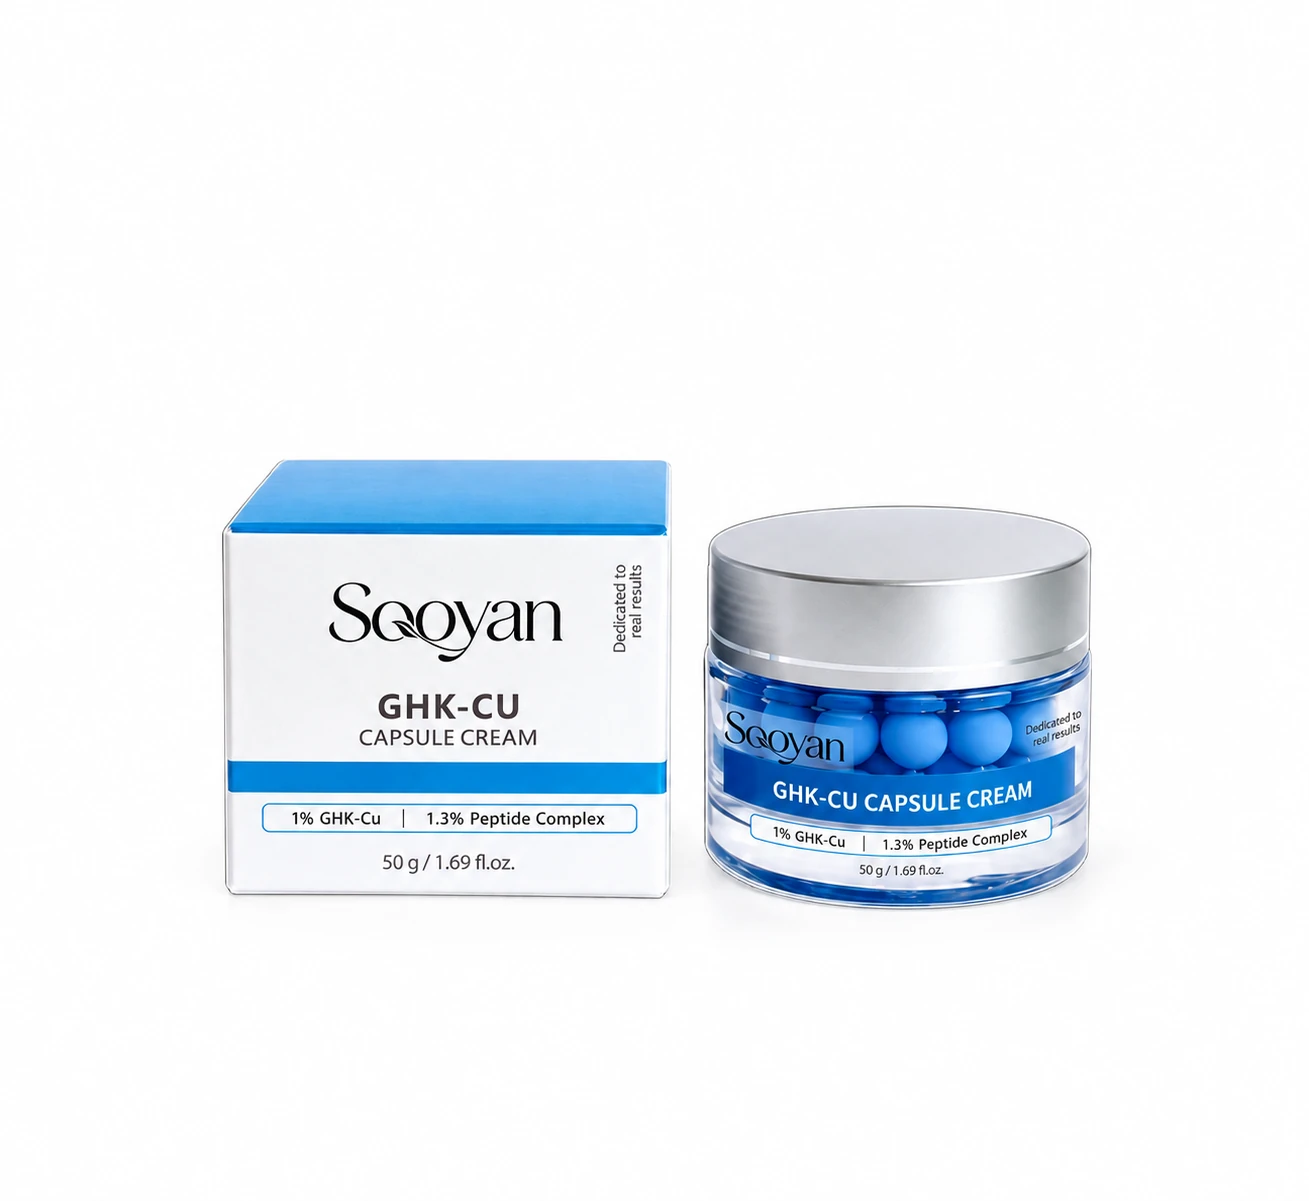 Sqoyan
Dedicated to
real results
GHK-CU
CAPSULE CREAM
1% GHK-Cu | 1.3% Peptide Complex
50 g / 1.69 fl.oz.
Sqoyan
Dedicated to
real results
GHK-CU CAPSULE CREAM
1% GHK-Cu | 1.3% Peptide Complex
50 g / 1.69 fl.oz.